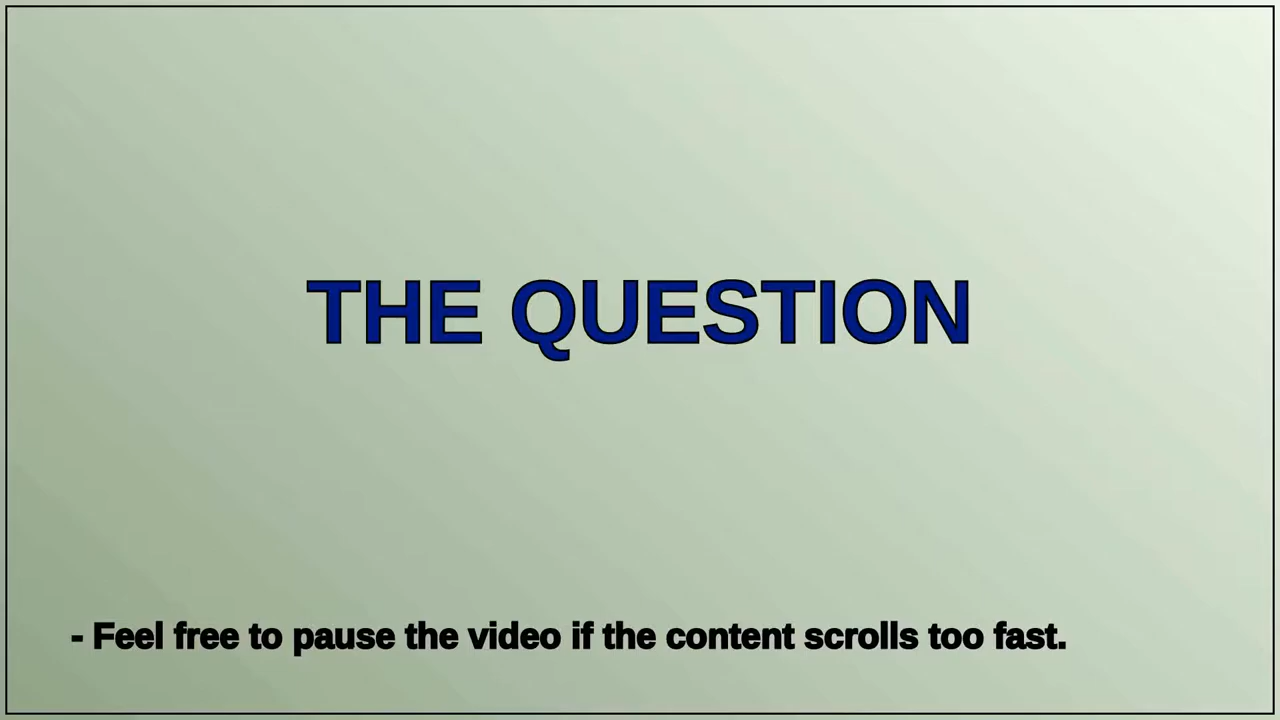 THE QUESTION
- Feel free to pause the video if the content scrolls too fast.